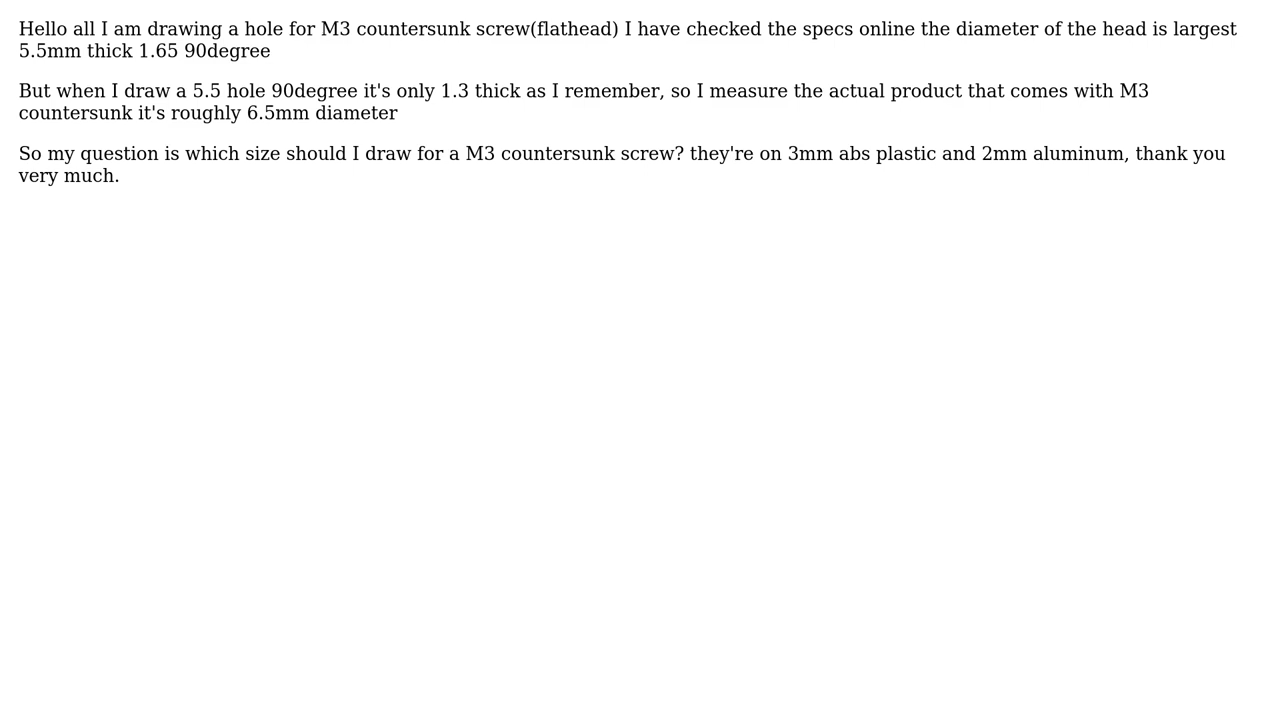 Hello all I am drawing a hole for M3 countersunk screw(flathead) I have checked the specs online the diameter of the head is largest
5.5mm thick 1.65 90degree
But when I draw a 5.5 hole 90degree it's only 1.3 thick as I remember, so I measure the actual product that comes with M3
countersunk it's roughly 6.5mm diameter
So my question is which size should I draw for a M3 countersunk screw? they're on 3mm abs plastic and 2mm aluminum, thank you
very much.